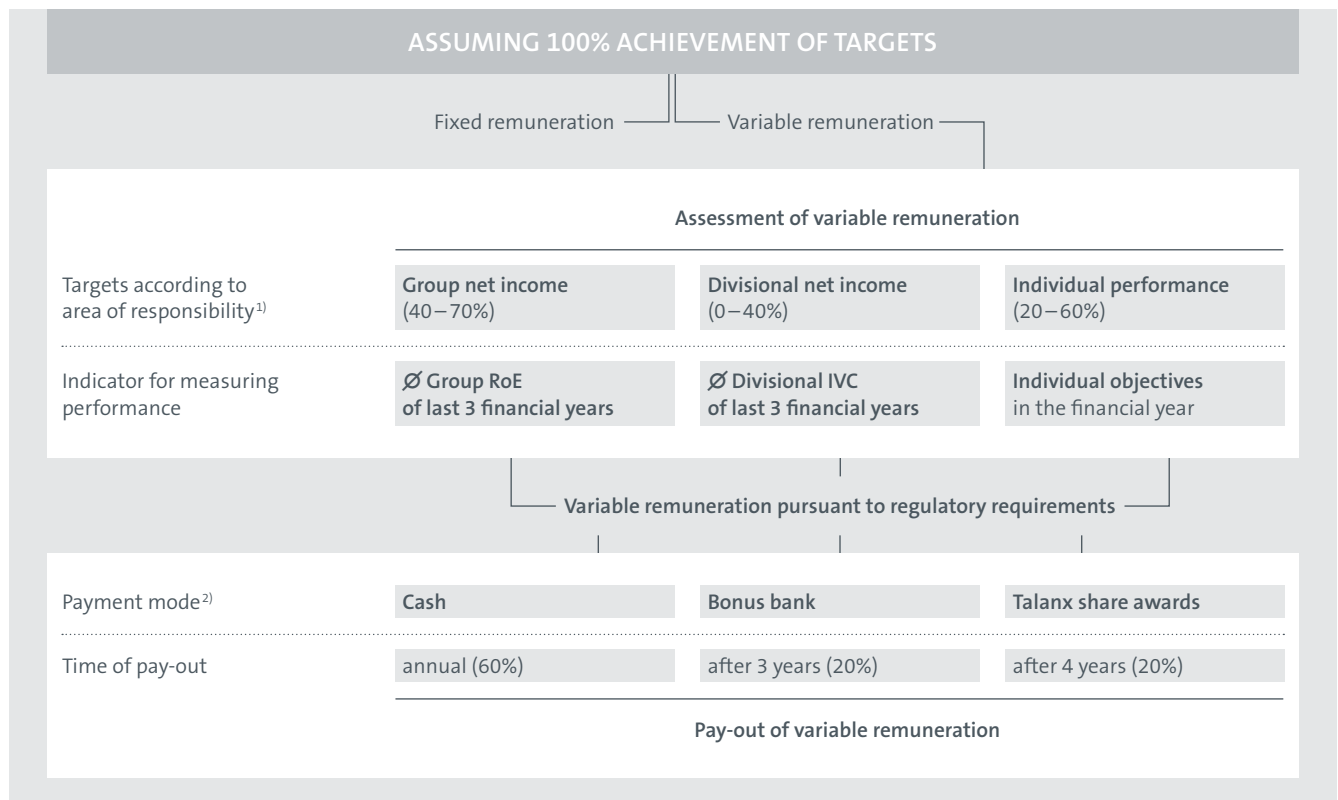 ASSUMING 100% ACHIEVEMENT OF TARGETS
Fixed remuneration
Variable remuneration
Assessment of variable remuneration
Targets according to
area of responsibility¹⁾
Group net income
(40–70%)
Divisional net income
(0–40%)
Individual performance
(20–60%)
Indicator for measuring
performance
Ø Group RoE
of last 3 financial years
Ø Divisional IVC
of last 3 financial years
Individual objectives
in the financial year
Variable remuneration pursuant to regulatory requirements
Payment mode²⁾
Cash
Bonus bank
Talanx share awards
Time of pay-out
annual (60%)
after 3 years (20%)
after 4 years (20%)
Pay-out of variable remuneration